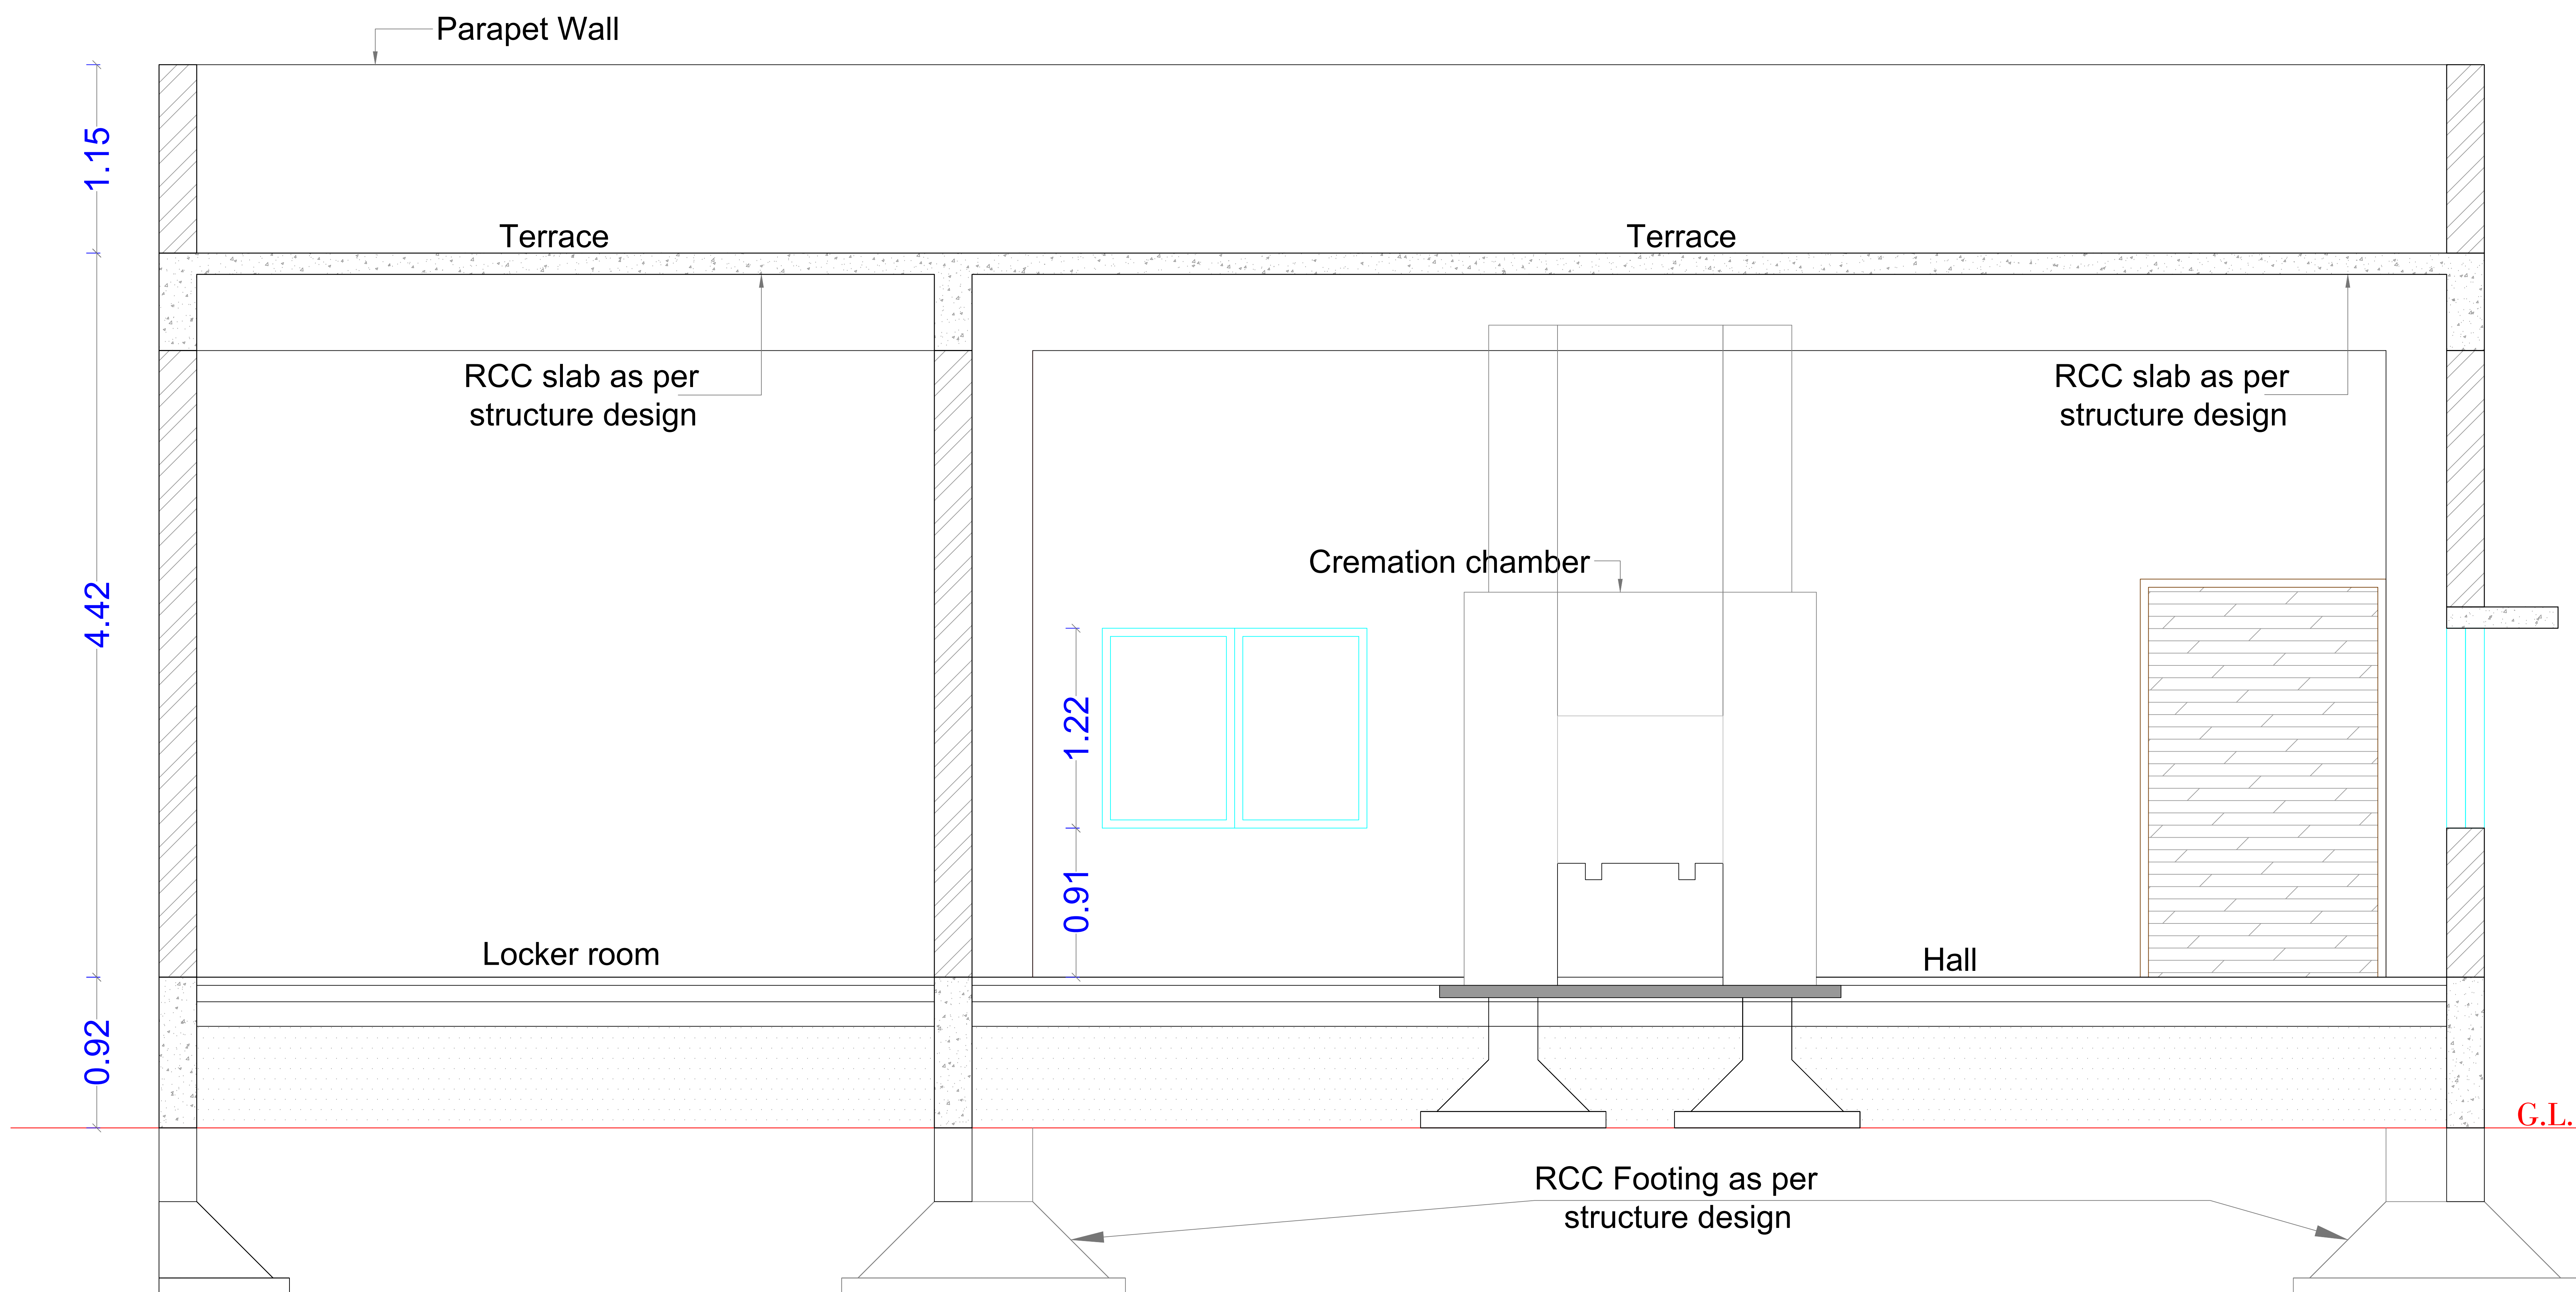 Parapet Wall
1.15
Terrace
Terrace
RCC slab as per
structure design
RCC slab as per
structure design
4.42
Cremation chamber
1.22
0.91
Locker room
Hall
0.92
G.L.
RCC Footing as per
structure design